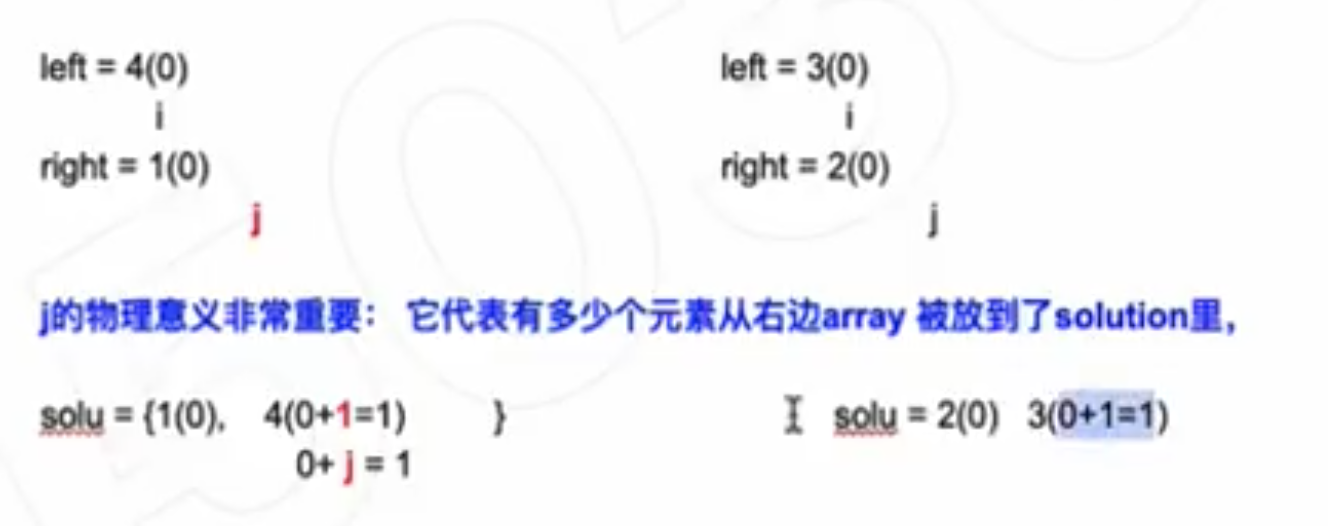 left = 4(0)
i
right = 1(0)
j
left = 3(0)
i
right = 2(0)
j
j的物理意义非常重要： 它代表有多少个元素从右边array 被放到了solution里，
solu = {1(0), 4(0+1=1) }
0+ j = 1
solu = 2(0) 3(0+1=1)